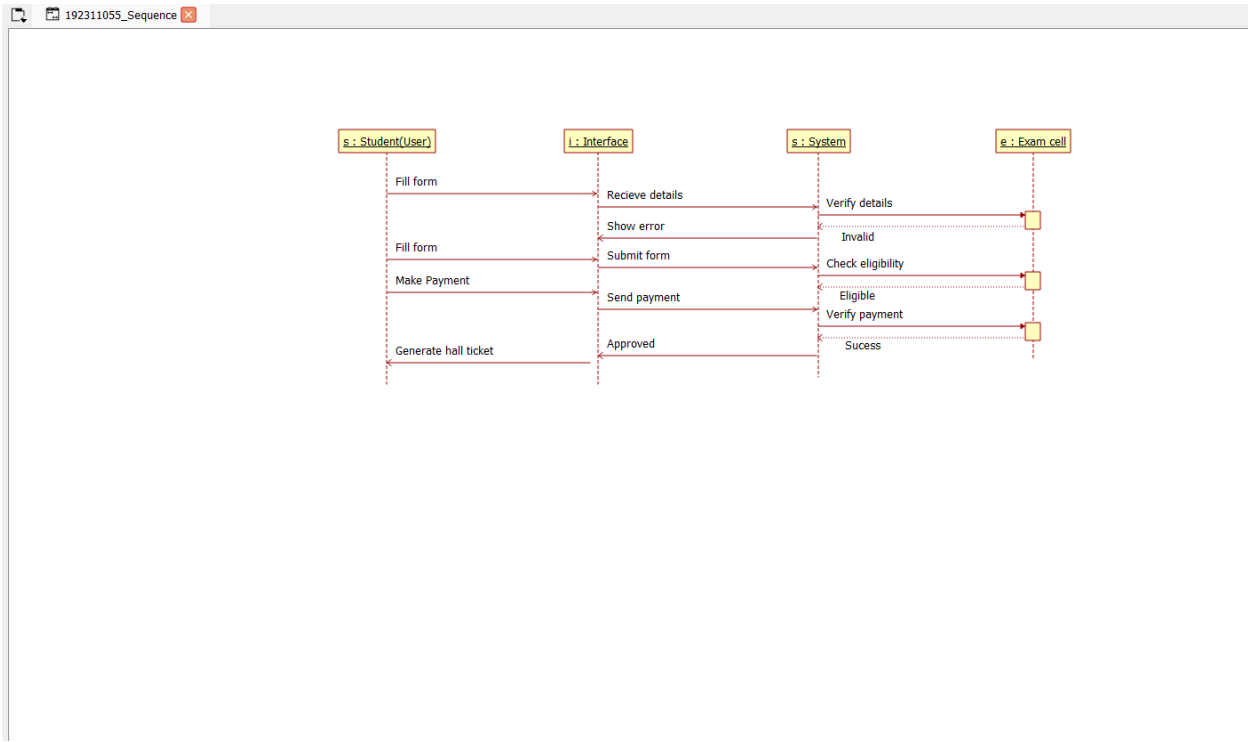 192311055_Sequence
s : Student(User)
i : Interface
s : System
e : Exam cell
Fill form
Recieve details
Verify details
Show error
Invalid
Fill form
Submit form
Check eligibility
Make Payment
Eligible
Send payment
Verify payment
Approved
Sucess
Generate hall ticket